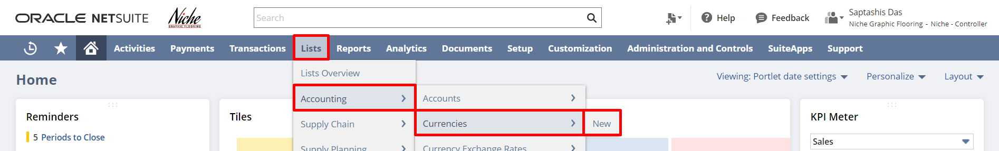 ORACLE NETSUITE
Niche
GRAPHIC FLOORING
Search
Help
Feedback
Saptashis Das
Niche Graphic Flooring - Niche - Controller
Activities
Payments
Transactions
Lists
Reports
Analytics
Documents
Setup
Customization
Administration and Controls
SuiteApps
Support
Home
Lists Overview
Viewing: Portlet date settings
Personalize
Layout
Accounting
Accounts
Reminders
Tiles
KPI Meter
Supply Chain
Currencies
New
5 Periods to Close
Sales
Supply Planning
Currency Exchange Rates